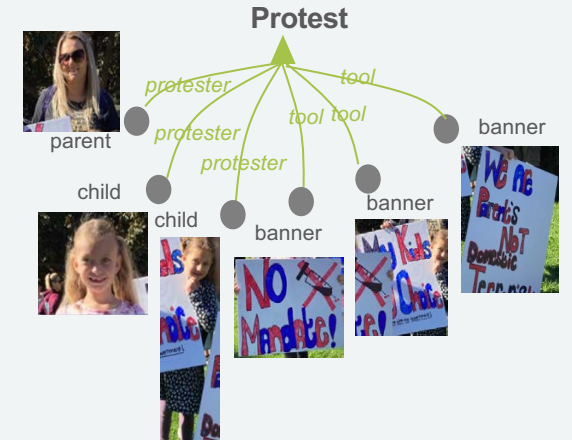 Protest
protester
tool
parent
protester
tool
tool
banner
protester
child
child
banner
banner
We Are
Parents
NOT
Domestic
My Kids
Choice
NO
Mandate!